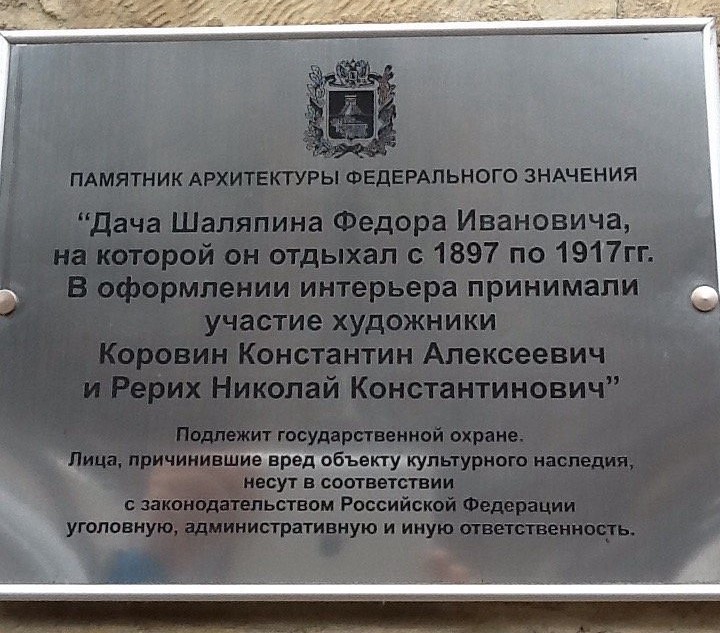 ПАМЯТНИК АРХИТЕКТУРЫ ФЕДЕРАЛЬНОГО ЗНАЧЕНИЯ
“Дача Шаляпина Федора Ивановича,
на которой он отдыхал с 1897 по 1917гг.
В оформлении интерьера принимали
участие художники
Коровин Константин Алексеевич
и Рерих Николай Константинович”
Подлежит государственной охране.
Лица, причинившие вред объекту культурного наследия,
несут в соответствии
с законодательством Российской Федерации
уголовную, административную и иную ответственность.